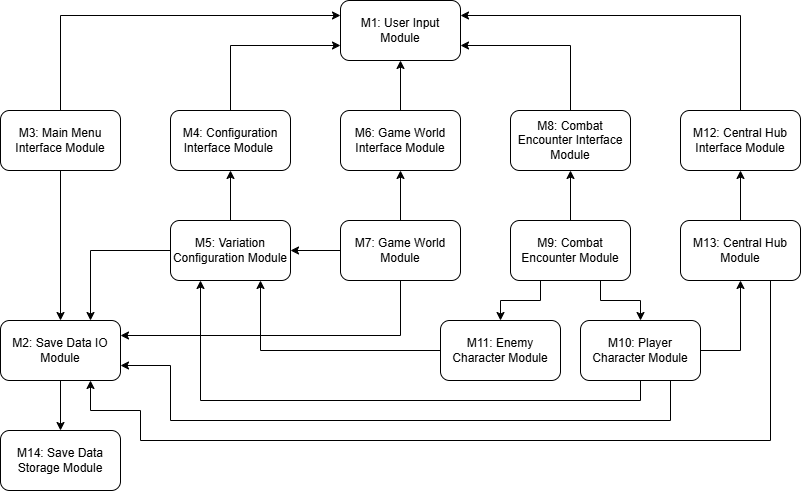 M1: User Input
Module
M3: Main Menu
Interface Module
M4: Configuration
Interface Module
M6: Game World
Interface Module
M8: Combat
Encounter Interface
Module
M12: Central Hub
Interface Module
M5: Variation
Configuration Module
M7: Game World
Module
M9: Combat
Encounter Module
M13: Central Hub
Module
M2: Save Data IO
Module
M11: Enemy
Character Module
M10: Player
Character Module
M14: Save Data
Storage Module